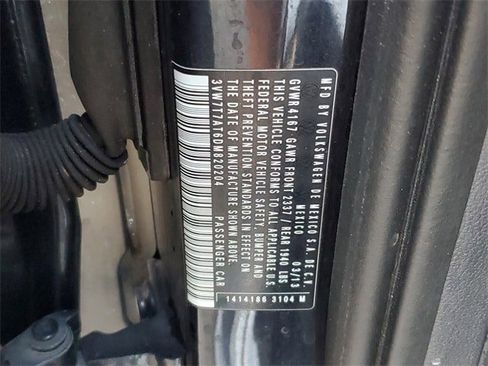 MFD BY VOLKSWAGEN DE MEXICO S.A. DE C.V.
MEXICO 03/13
GVWR 4167 GAWR FRONT 2337 / REAR 1940 LBS
THIS VEHICLE CONFORMS TO ALL APPLICABLE U.S.
FEDERAL MOTOR VEHICLE SAFETY, BUMPER AND
THEFT PREVENTION STANDARDS IN EFFECT ON
THE DATE OF MANUFACTURE SHOWN ABOVE.
3VW7T7AT6DM820204 PASSENGER CAR
1414186 3104 M